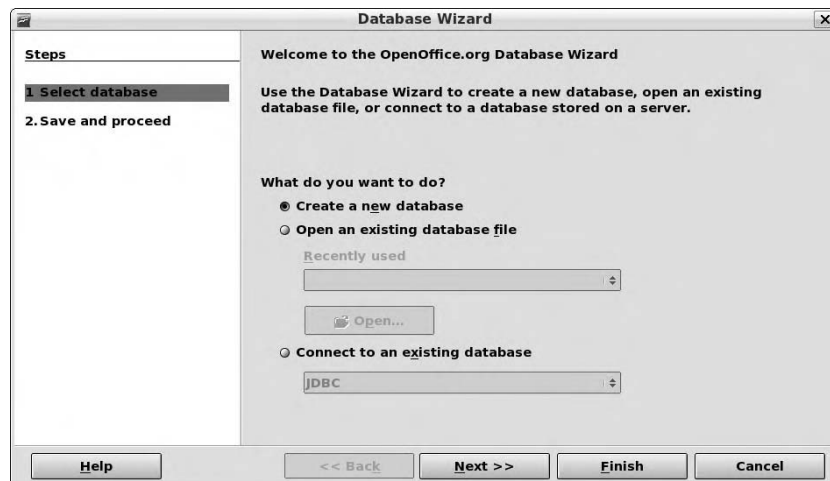 Database Wizard
Steps
1 Select database
2. Save and proceed
Welcome to the OpenOffice.org Database Wizard
Use the Database Wizard to create a new database, open an existing
database file, or connect to a database stored on a server.
What do you want to do?
Create a new database
Open an existing database file
Recently used
Open...
Connect to an existing database
JDBC
Help
<< Back
Next >>
Finish
Cancel